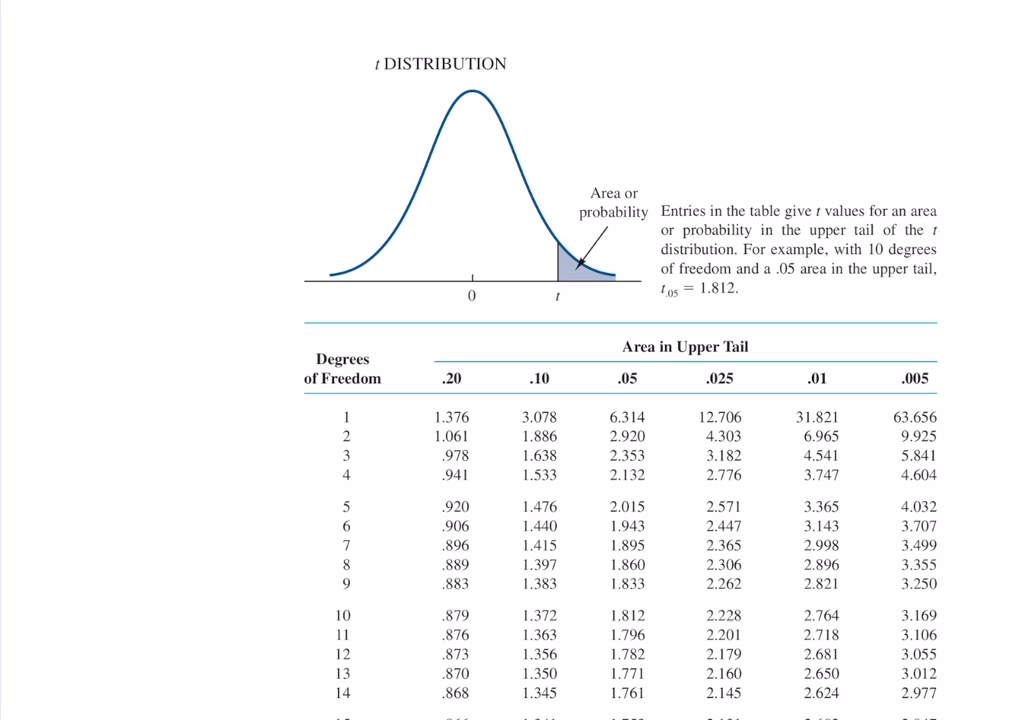 t DISTRIBUTION
Area or
probability
Entries in the table give t values for an area
or probability in the upper tail of the t
distribution. For example, with 10 degrees
of freedom and a .05 area in the upper tail,
t.05 = 1.812.
0 t
Area in Upper Tail
Degrees
of Freedom .20 .10 .05 .025 .01 .005
1 1.376 3.078 6.314 12.706 31.821 63.656
2 1.061 1.886 2.920 4.303 6.965 9.925
3 .978 1.638 2.353 3.182 4.541 5.841
4 .941 1.533 2.132 2.776 3.747 4.604
5 .920 1.476 2.015 2.571 3.365 4.032
6 .906 1.440 1.943 2.447 3.143 3.707
7 .896 1.415 1.895 2.365 2.998 3.499
8 .889 1.397 1.860 2.306 2.896 3.355
9 .883 1.383 1.833 2.262 2.821 3.250
10 .879 1.372 1.812 2.228 2.764 3.169
11 .876 1.363 1.796 2.201 2.718 3.106
12 .873 1.356 1.782 2.179 2.681 3.055
13 .870 1.350 1.771 2.160 2.650 3.012
14 .868 1.345 1.761 2.145 2.624 2.977